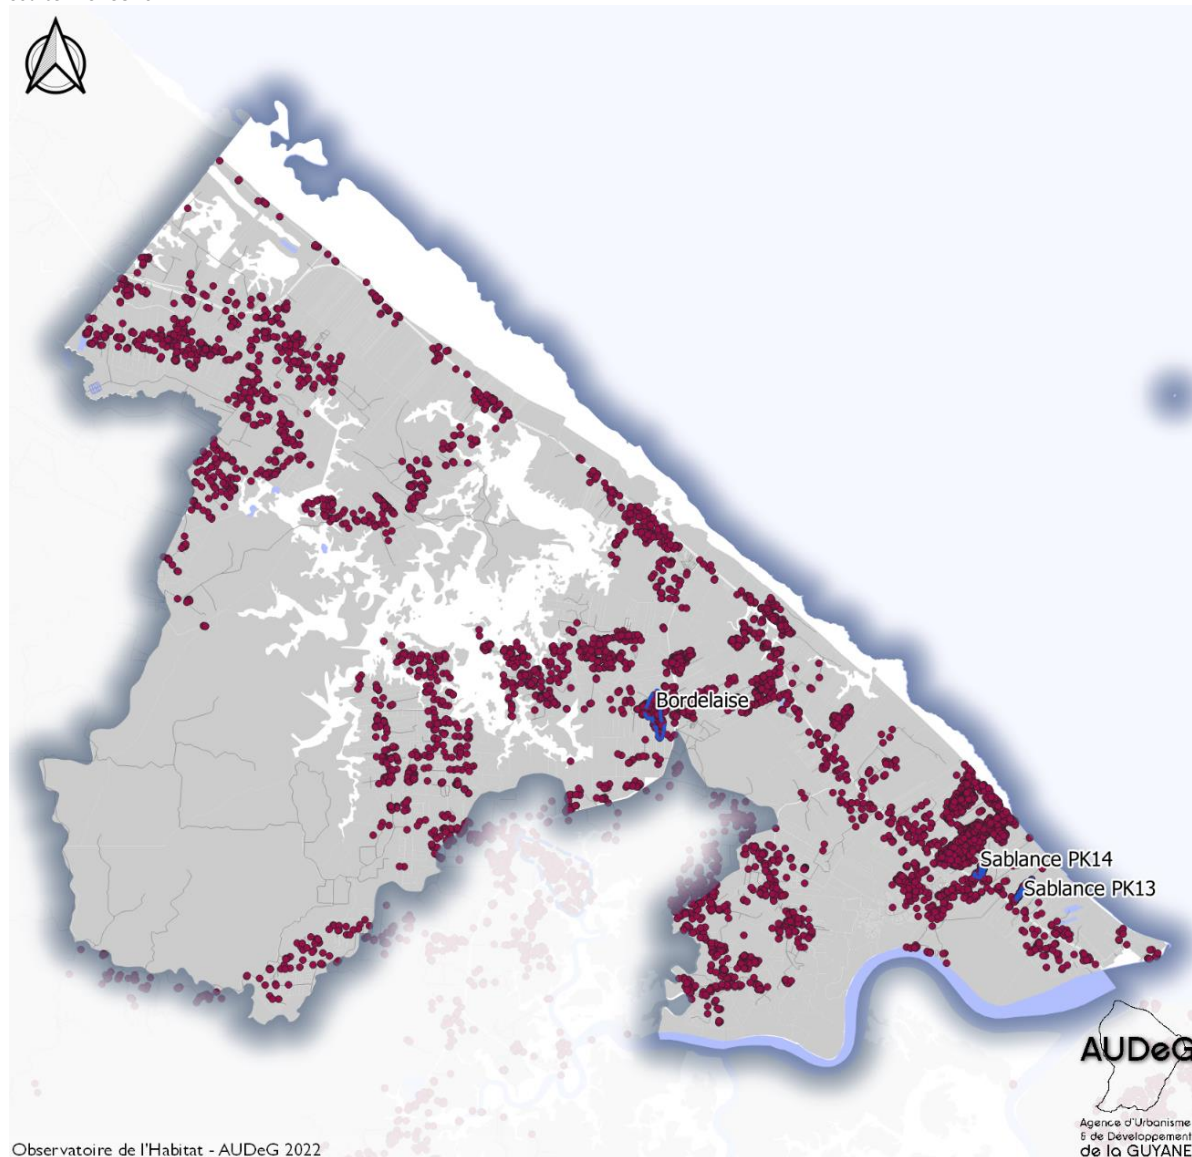 Bordelaise
Sablance PK14
Sablance PK13
AUDeG
Agence d'Urbanisme
& de Développement
de la GUYANE
Observatoire de l'Habitat - AUDeG 2022